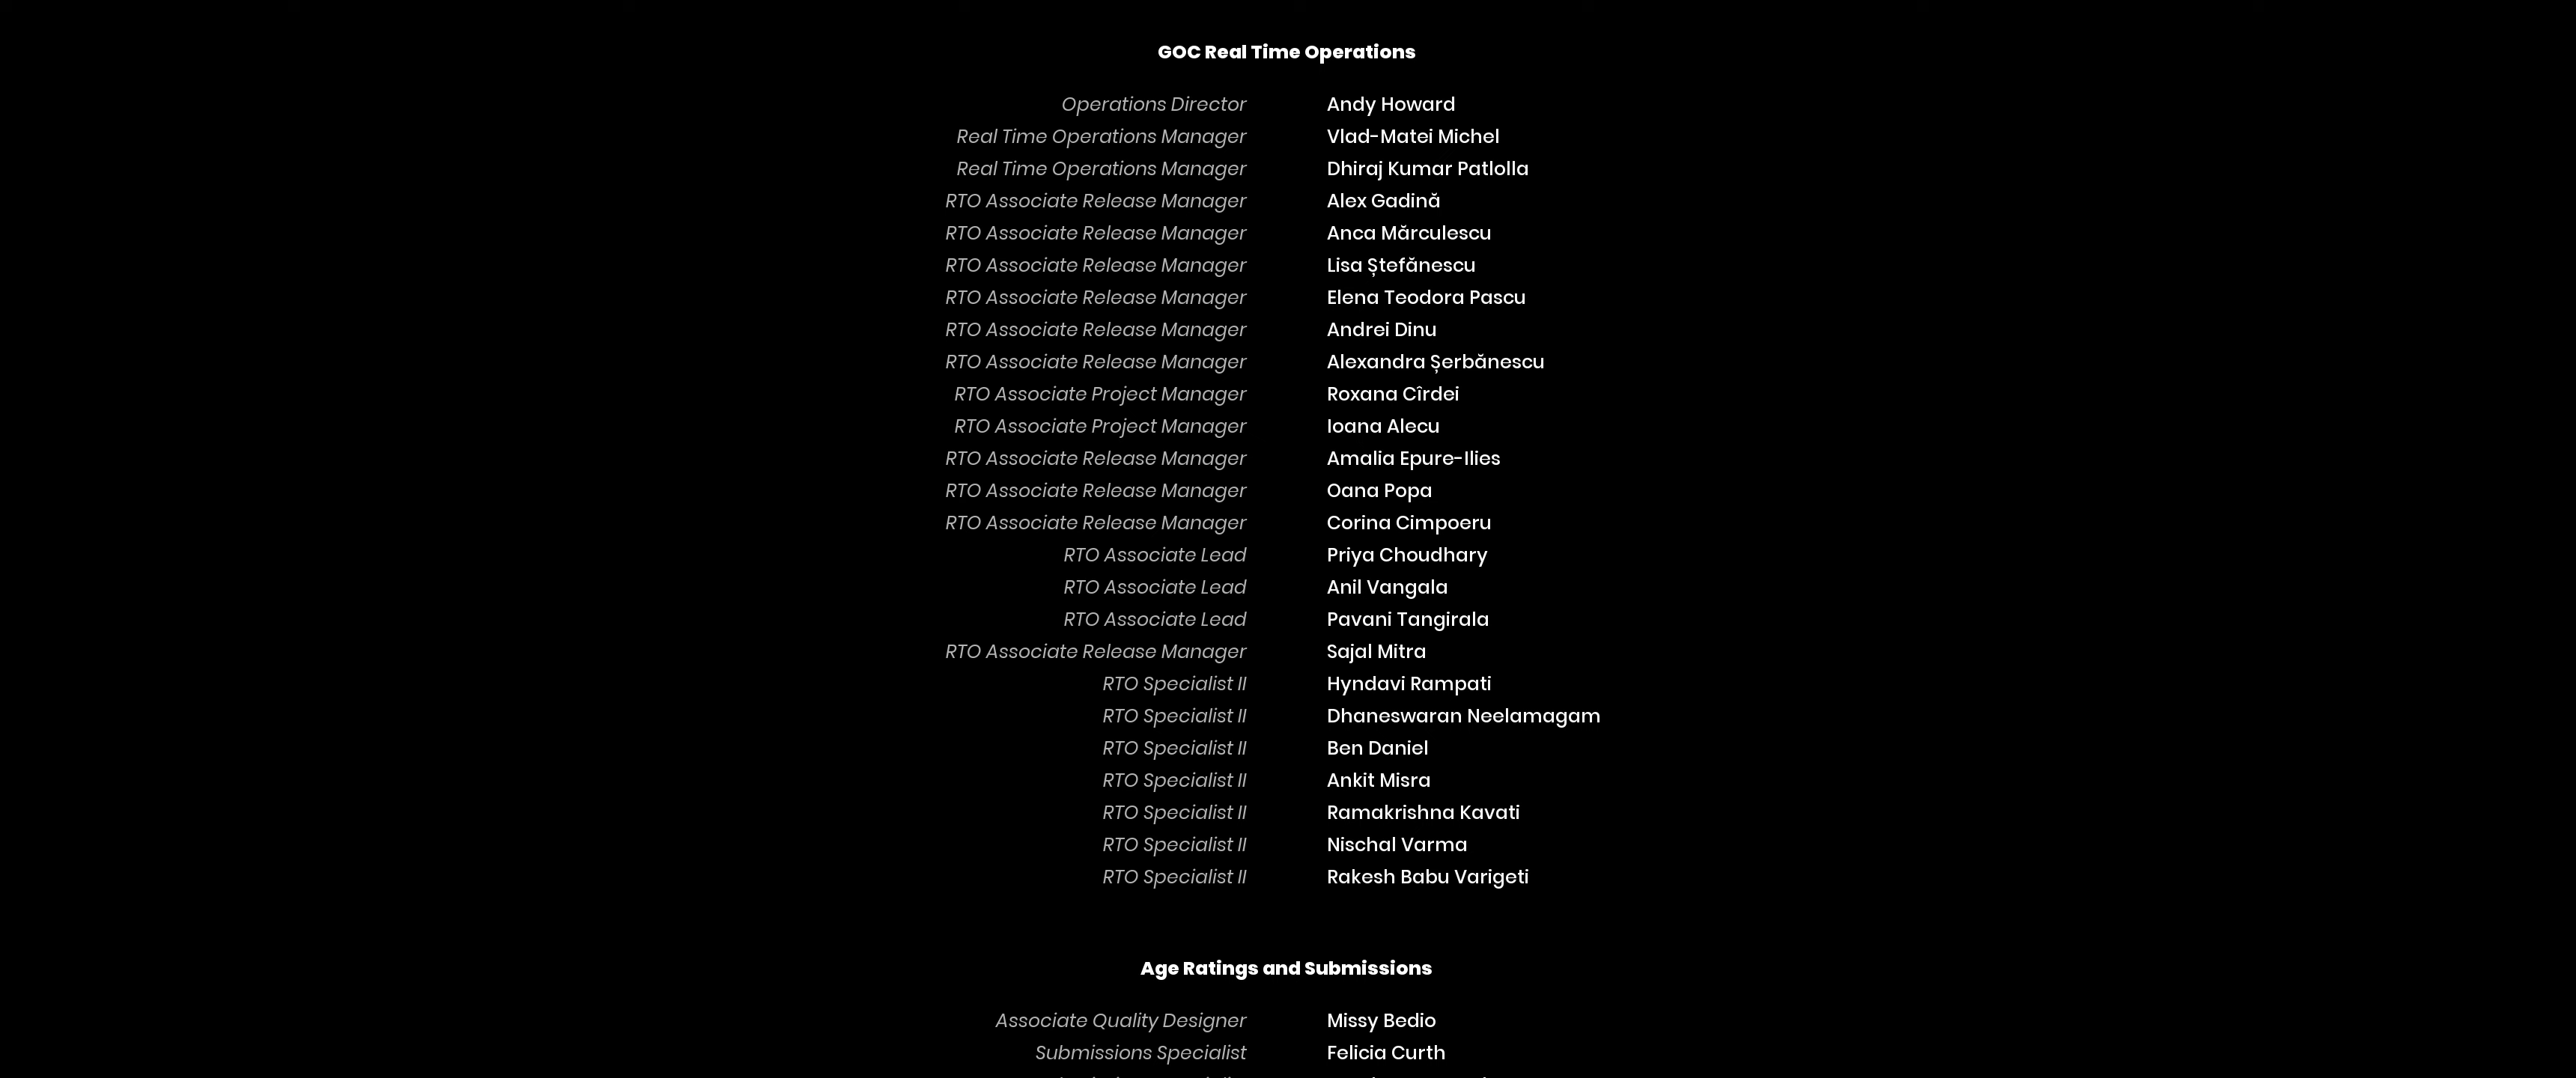 GOC Real Time Operations
Operations Director Andy Howard
Real Time Operations Manager Vlad-Matei Michel
Real Time Operations Manager Dhiraj Kumar Patlolla
RTO Associate Release Manager Alex Gadină
RTO Associate Release Manager Anca Mărculescu
RTO Associate Release Manager Lisa Ștefănescu
RTO Associate Release Manager Elena Teodora Pascu
RTO Associate Release Manager Andrei Dinu
RTO Associate Release Manager Alexandra Șerbănescu
RTO Associate Project Manager Roxana Cîrdei
RTO Associate Project Manager Ioana Alecu
RTO Associate Release Manager Amalia Epure-Ilies
RTO Associate Release Manager Oana Popa
RTO Associate Release Manager Corina Cimpoeru
RTO Associate Lead Priya Choudhary
RTO Associate Lead Anil Vangala
RTO Associate Lead Pavani Tangirala
RTO Associate Release Manager Sajal Mitra
RTO Specialist II Hyndavi Rampati
RTO Specialist II Dhaneswaran Neelamagam
RTO Specialist II Ben Daniel
RTO Specialist II Ankit Misra
RTO Specialist II Ramakrishna Kavati
RTO Specialist II Nischal Varma
RTO Specialist II Rakesh Babu Varigeti
Age Ratings and Submissions
Associate Quality Designer Missy Bedio
Submissions Specialist Felicia Curth